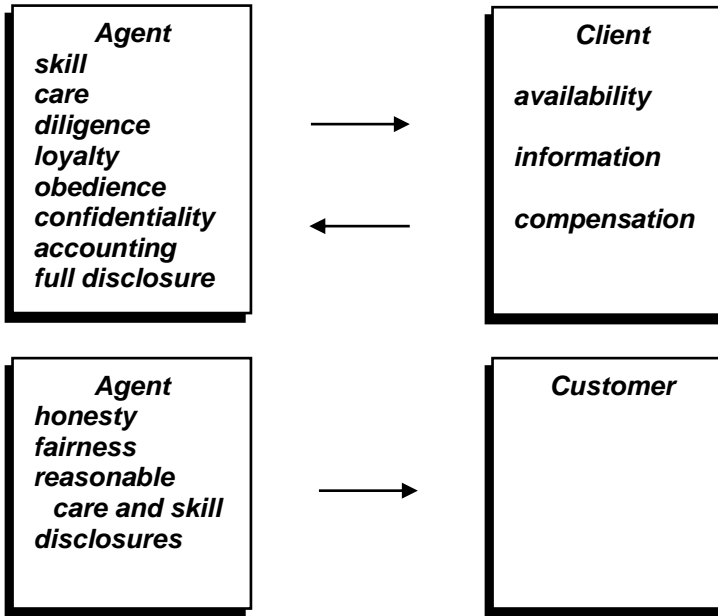 Agent
skill
care
diligence
loyalty
obedience
confidentiality
accounting
full disclosure
Client
availability
information
compensation
Agent
honesty
fairness
reasonable
care and skill
disclosures
Customer